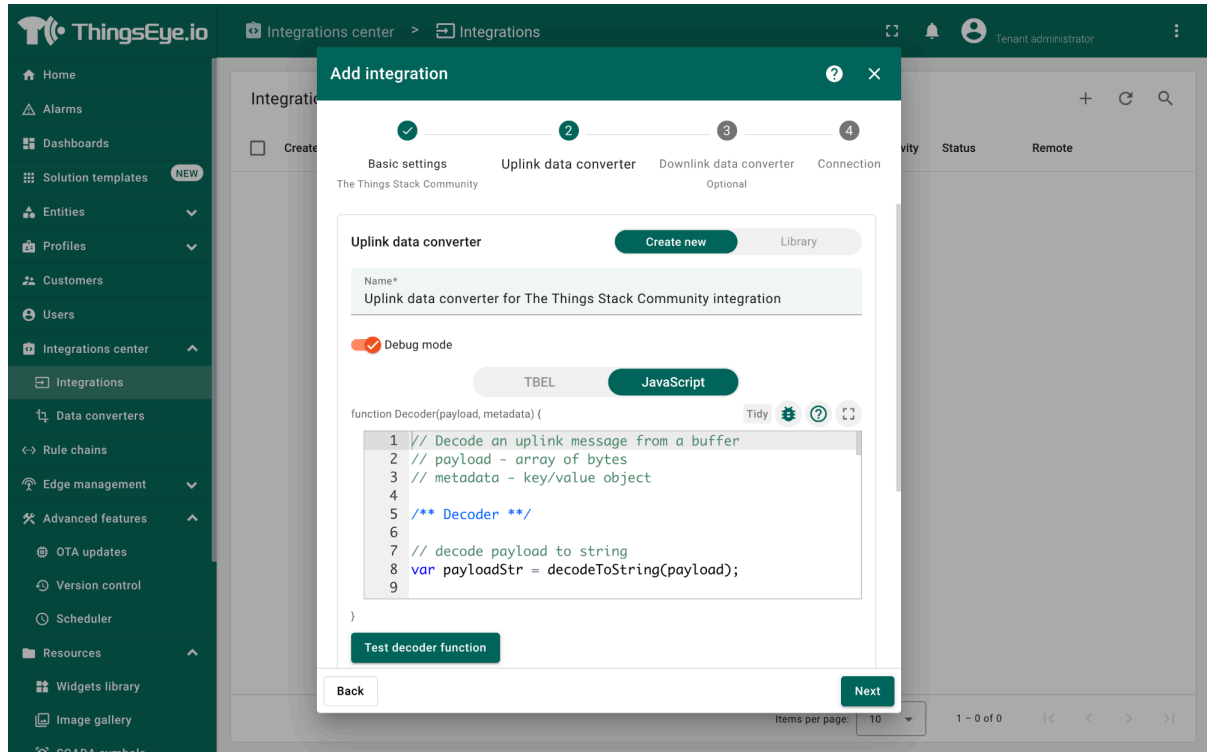 ThingsEye.io
Integrations center > Integrations
Tenant administrator
Home
Alarms
Dashboards
Solution templates NEW
Entities
Profiles
Customers
Users
Integrations center
Integrations
Data converters
Rule chains
Edge management
Advanced features
OTA updates
Version control
Scheduler
Resources
Widgets library
Image gallery
SCADA symbols
Status
Remote
Add integration
2
3
4
Basic settings
The Things Stack Community
Uplink data converter
Downlink data converter
Optional
Connection
Uplink data converter
Create new
Library
Name*
Uplink data converter for The Things Stack Community integration
Debug mode
TBEL
JavaScript
function Decoder(payload, metadata) {
Tidy
1 // Decode an uplink message from a buffer
2 // payload - array of bytes
3 // metadata - key/value object
4
5 /** Decoder **/
6
7 // decode payload to string
8 var payloadStr = decodeToString(payload);
9
}
Test decoder function
Back
Next
Items per page: 10
1 – 0 of 0